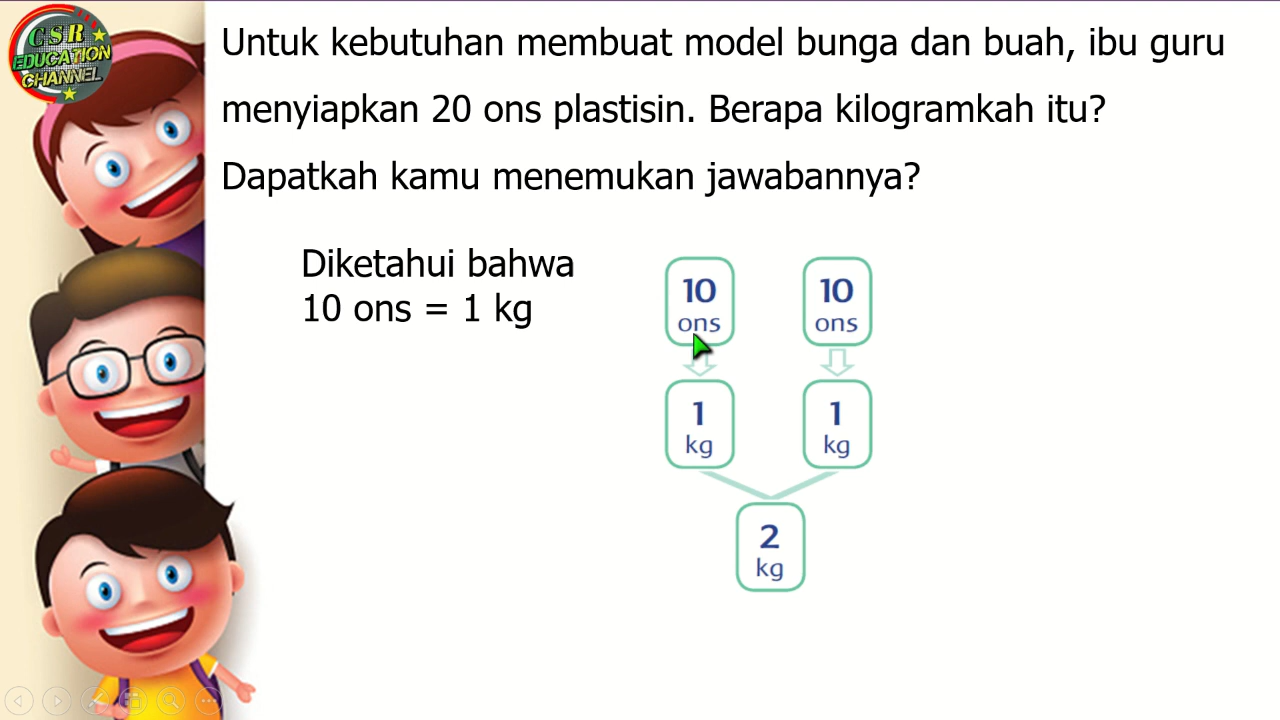 CSR
EDUCATION
CHANNEL
Untuk kebutuhan membuat model bunga dan buah, ibu guru
menyiapkan 20 ons plastisin. Berapa kilogramkah itu?
Dapatkah kamu menemukan jawabannya?
Diketahui bahwa
10 ons = 1 kg
10
ons
10
ons
1
kg
1
kg
2
kg